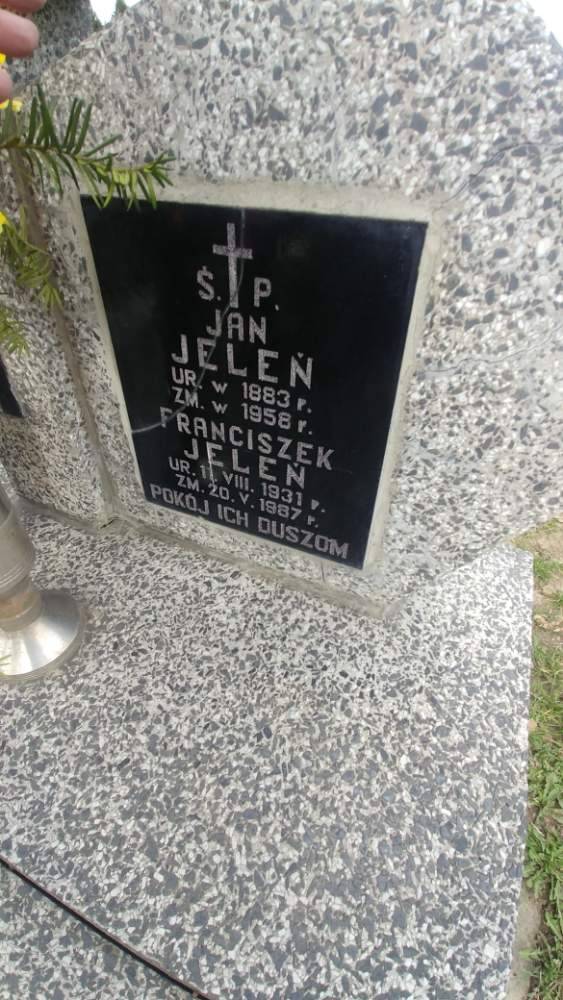 Ś. P.
JAN
JELEŃ
UR. W 1883 r.
ZM. W 1958 r.
FRANCISZEK
JELEŃ
UR. 11. VIII. 1931 r.
ZM. 20. V. 1987 r.
POKÓJ ICH DUSZOM